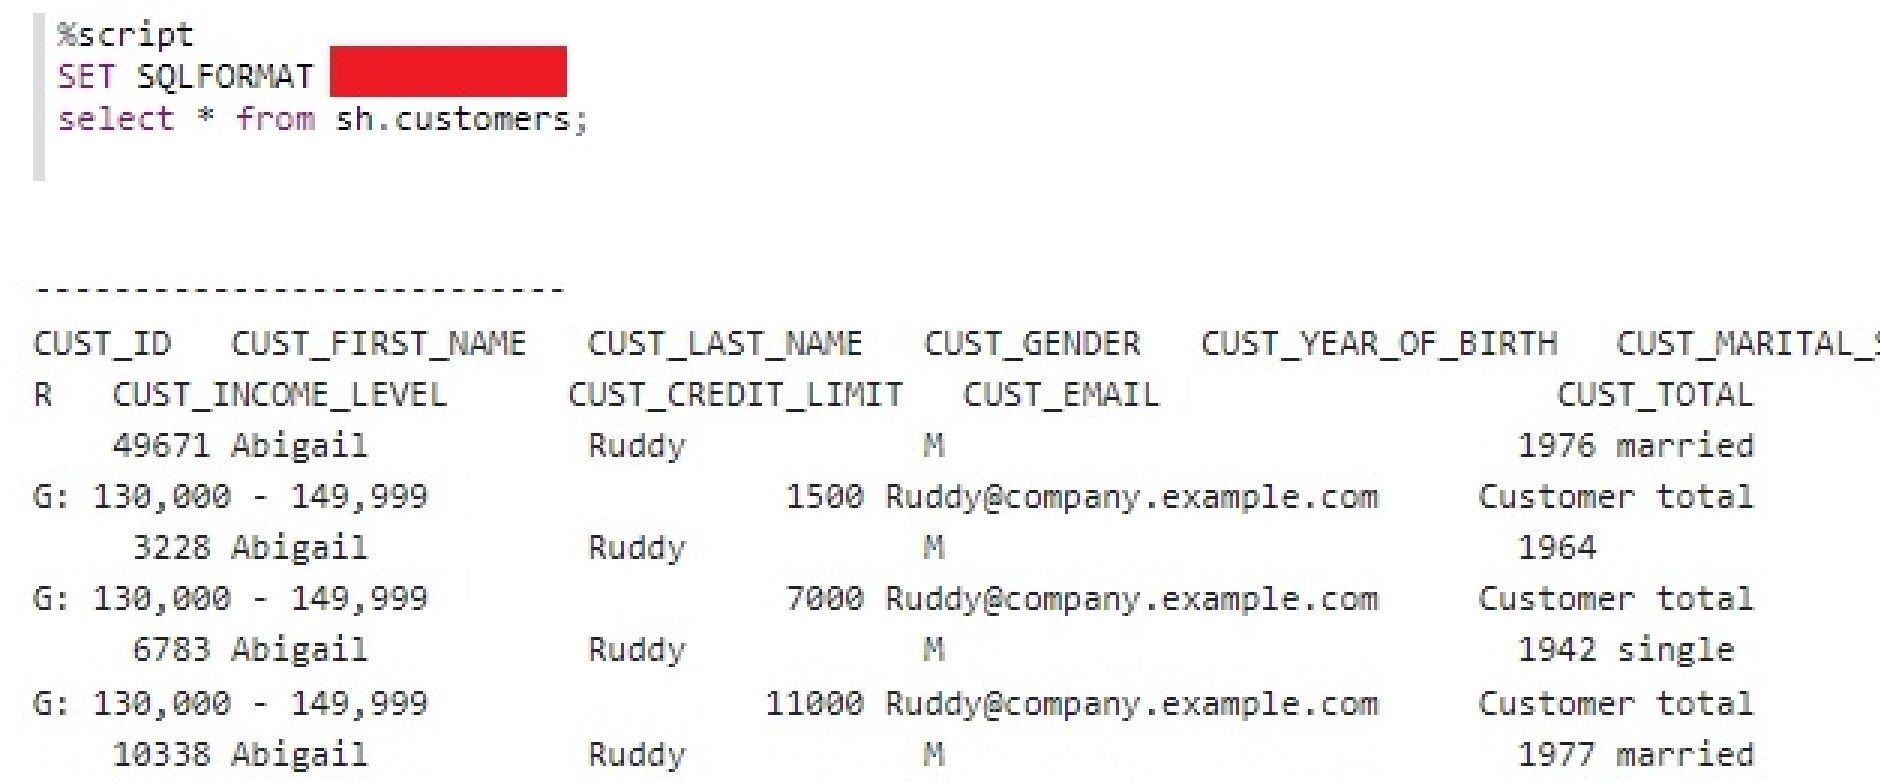 %script
SET SQLFORMAT
select * from sh.customers;
---------------------------
CUST_ID   CUST_FIRST_NAME   CUST_LAST_NAME   CUST_GENDER   CUST_YEAR_OF_BIRTH   CUST_MARITAL_S
R   CUST_INCOME_LEVEL      CUST_CREDIT_LIMIT   CUST_EMAIL                    CUST_TOTAL
    49671 Abigail           Ruddy            M                              1976 married
G: 130,000 - 149,999                  1500 Ruddy@company.example.com     Customer total
     3228 Abigail           Ruddy            M                              1964
G: 130,000 - 149,999                  7000 Ruddy@company.example.com     Customer total
     6783 Abigail           Ruddy            M                              1942 single
G: 130,000 - 149,999                 11000 Ruddy@company.example.com     Customer total
    10338 Abigail           Ruddy            M                              1977 married